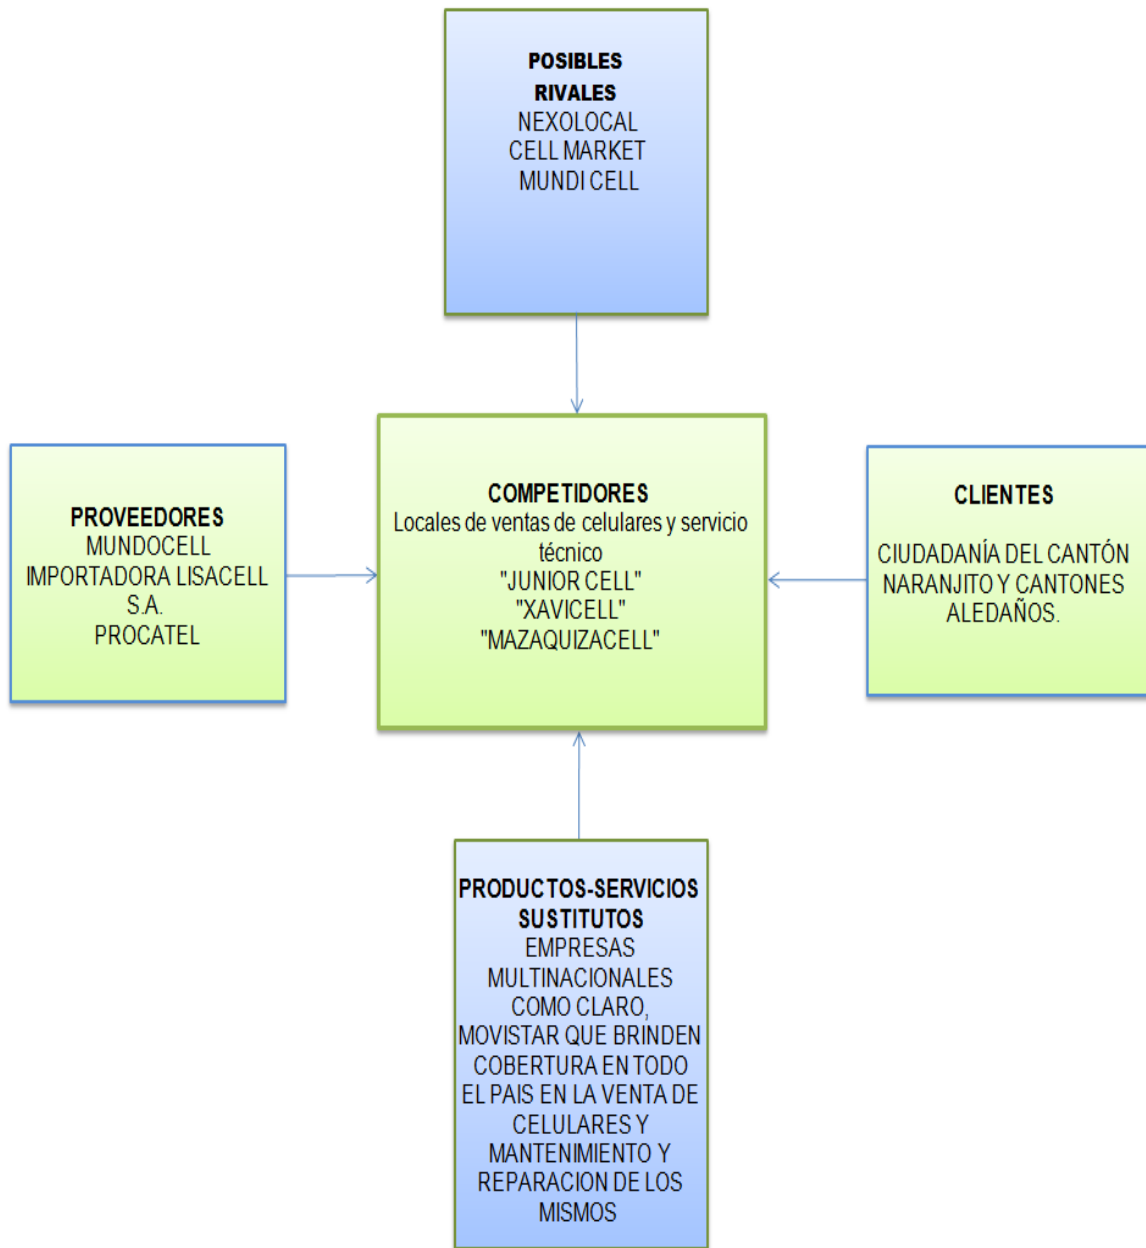 POSIBLES
RIVALES
NEXOLOCAL
CELL MARKET
MUNDI CELL
PROVEEDORES
MUNDOCELL
IMPORTADORA LISACELL
S.A.
PROCATEL
COMPETIDORES
Locales de ventas de celulares y servicio
técnico
"JUNIOR CELL"
"XAVICELL"
"MAZAQUIZACELL"
CLIENTES
CIUDADANÍA DEL CANTÓN
NARANJITO Y CANTONES
ALEDAÑOS.
PRODUCTOS-SERVICIOS
SUSTITUTOS
EMPRESAS
MULTINACIONALES
COMO CLARO,
MOVISTAR QUE BRINDEN
COBERTURA EN TODO
EL PAIS EN LA VENTA DE
CELULARES Y
MANTENIMIENTO Y
REPARACION DE LOS
MISMOS